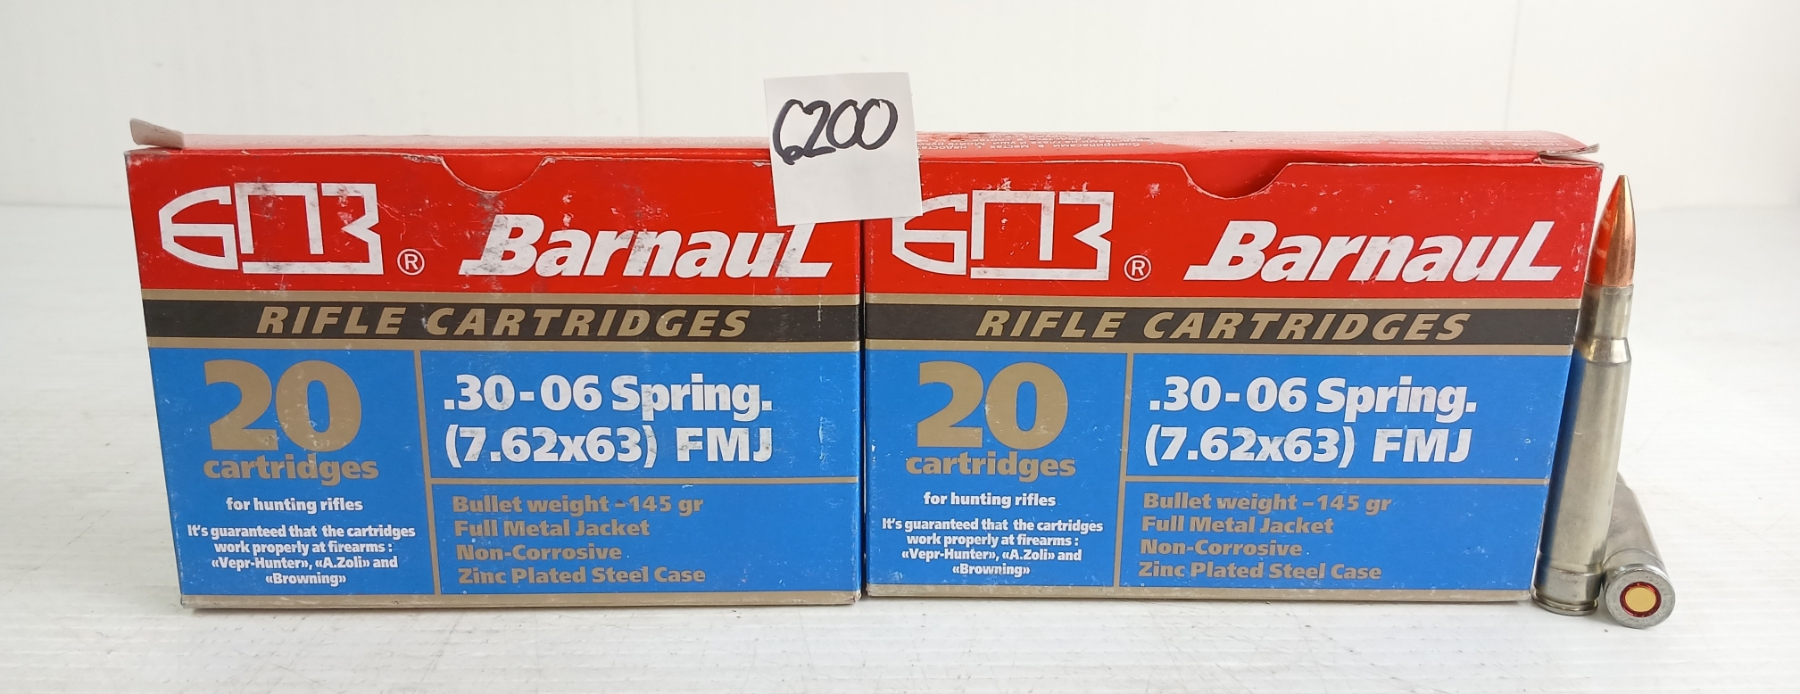 6200
БПЗ® Barnaul
RIFLE CARTRIDGES
20
cartridges
for hunting rifles
It's guaranteed that the cartridges
work properly at firearms :
«Vepr-Hunter», «A.Zoli» and
«Browning»
.30-06 Spring.
(7.62x63) FMJ
Bullet weight -145 gr
Full Metal Jacket
Non-Corrosive
Zinc Plated Steel Case
БПЗ® Barnaul
RIFLE CARTRIDGES
20
cartridges
for hunting rifles
It's guaranteed that the cartridges
work properly at firearms :
«Vepr-Hunter», «A.Zoli» and
«Browning»
.30-06 Spring.
(7.62x63) FMJ
Bullet weight -145 gr
Full Metal Jacket
Non-Corrosive
Zinc Plated Steel Case